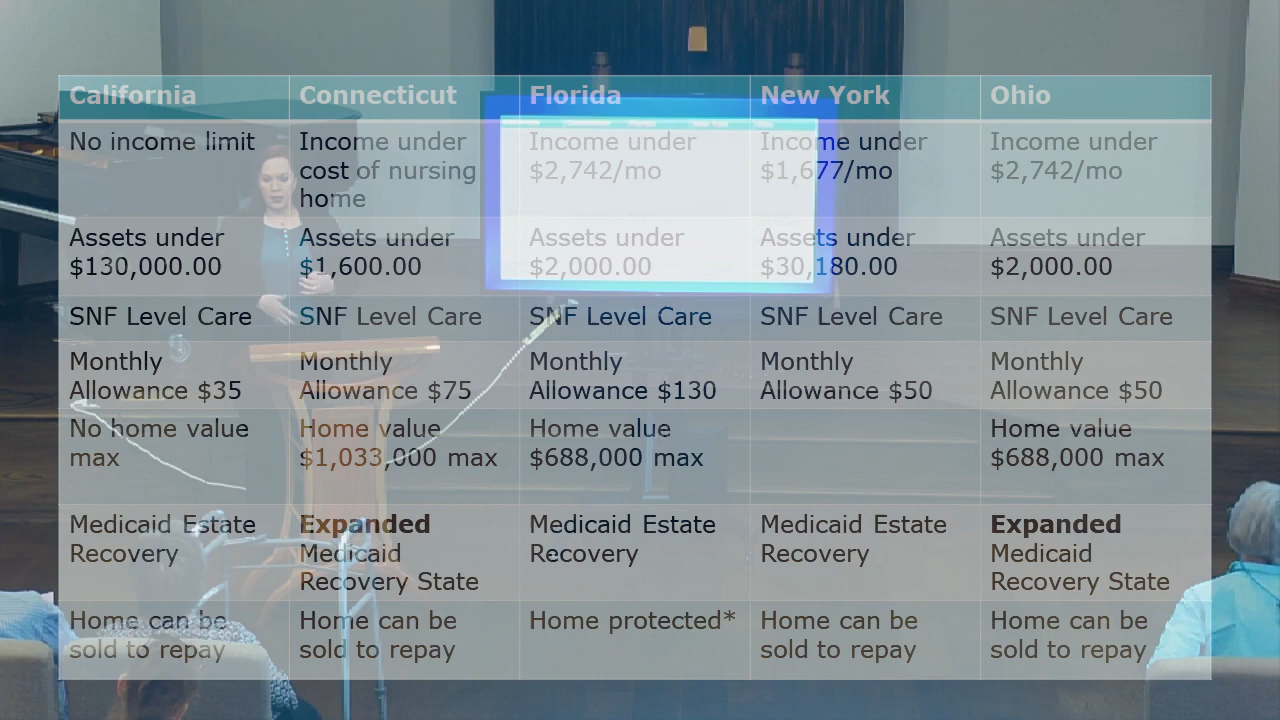 California Connecticut Florida New York Ohio
No income limit
Income under
cost of nursing
home
Income under
$2,742/mo
Income under
$1,677/mo
Income under
$2,742/mo
Assets under
$130,000.00
Assets under
$1,600.00
Assets under
$2,000.00
Assets under
$30,180.00
Assets under
$2,000.00
SNF Level Care
SNF Level Care
SNF Level Care
SNF Level Care
SNF Level Care
Monthly
Allowance $35
Monthly
Allowance $75
Monthly
Allowance $130
Monthly
Allowance $50
Monthly
Allowance $50
No home value
max
Home value
$1,033,000 max
Home value
$688,000 max
Home value
$688,000 max
Medicaid Estate
Recovery
Expanded
Medicaid
Recovery State
Medicaid Estate
Recovery
Medicaid Estate
Recovery
Expanded
Medicaid
Recovery State
Home can be
sold to repay
Home can be
sold to repay
Home protected*
Home can be
sold to repay
Home can be
sold to repay